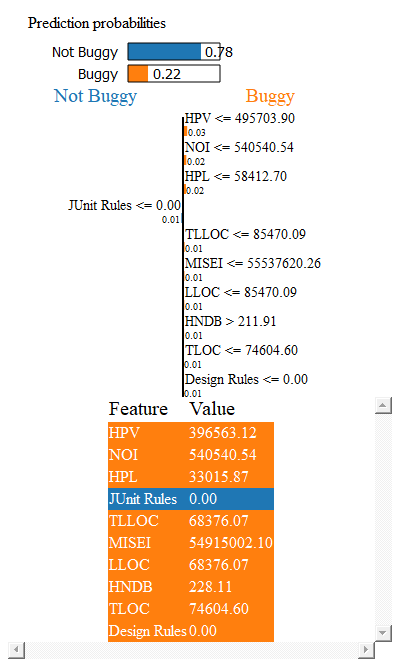 Prediction probabilities
Not Buggy 0.78
Buggy 0.22
Not Buggy Buggy
HPV <= 495703.90
0.03
NOI <= 540540.54
0.02
HPL <= 58412.70
0.02
JUnit Rules <= 0.00
0.01
TLLOC <= 85470.09
0.01
MISEI <= 55537620.26
0.01
LLOC <= 85470.09
0.01
HNDB > 211.91
0.01
TLOC <= 74604.60
0.01
Design Rules <= 0.00
0.01
Feature Value
HPV 396563.12
NOI 540540.54
HPL 33015.87
JUnit Rules 0.00
TLLOC 68376.07
MISEI 54915002.10
LLOC 68376.07
HNDB 228.11
TLOC 74604.60
Design Rules 0.00